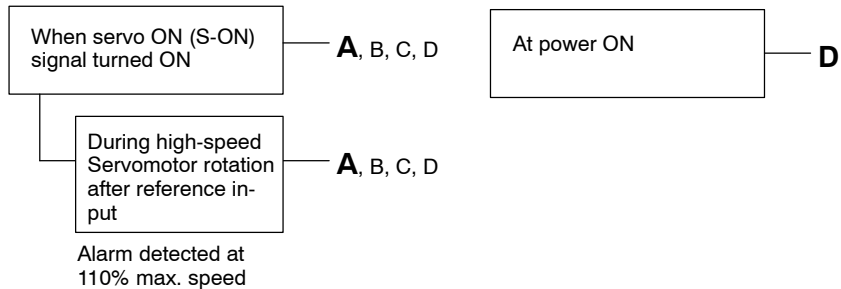 When servo ON (S-ON)
signal turned ON
A, B, C, D
During high-speed
Servomotor rotation
after reference in-
put
A, B, C, D
Alarm detected at
110% max. speed
At power ON
D